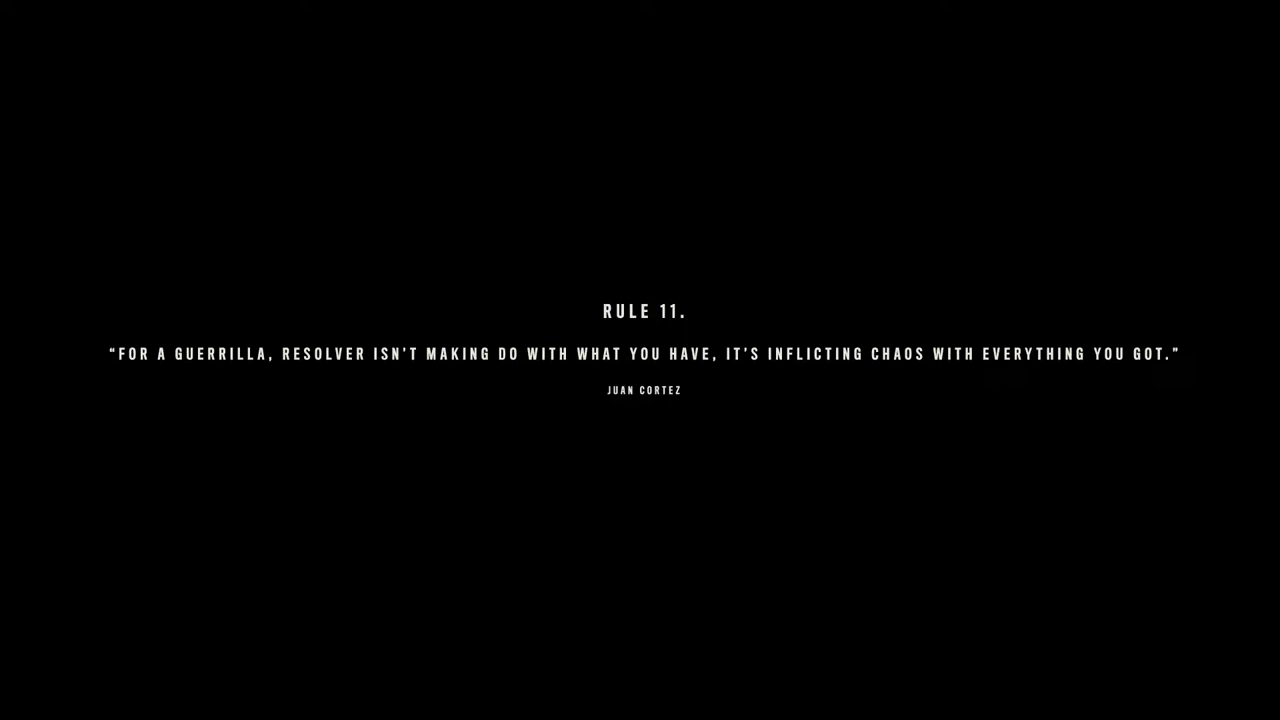 RULE 11.
“FOR A GUERRILLA, RESOLVER ISN'T MAKING DO WITH WHAT YOU HAVE, IT'S INFLICTING CHAOS WITH EVERYTHING YOU GOT.”
JUAN CORTEZ